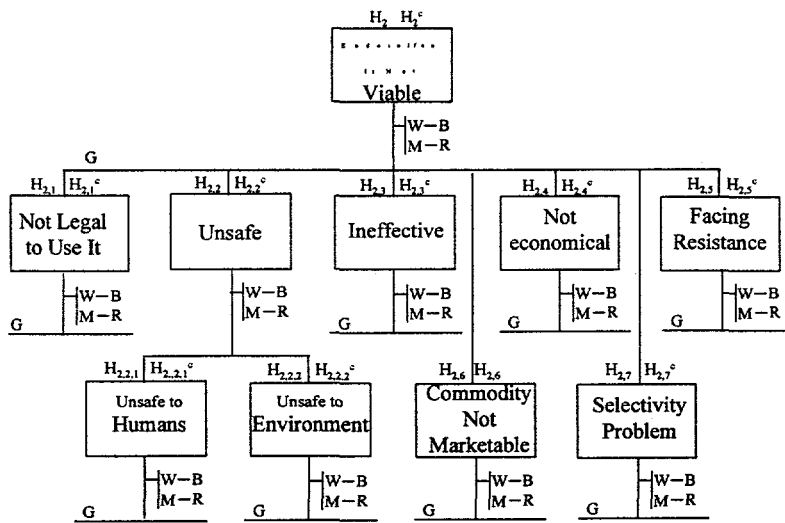 H₂ H₂ᶜ
Endosulfan
Is Not
Viable
W–B
M–R
G
H₂,₁ H₂,₁ᶜ
Not Legal
to Use It
H₂,₂ H₂,₂ᶜ
Unsafe
H₂,₃ H₂,₃ᶜ
Ineffective
H₂,₄ H₂,₄ᶜ
Not
economical
H₂,₅ H₂,₅ᶜ
Facing
Resistance
W–B
M–R
G
W–B
M–R
W–B
M–R
G
W–B
M–R
G
W–B
M–R
G
H₂,₂,₁ H₂,₂,₁ᶜ
Unsafe to
Humans
H₂,₂,₂ H₂,₂,₂ᶜ
Unsafe to
Environment
H₂,₆ H₂,₆
Commodity
Not
Marketable
H₂,₇ H₂,₇ᶜ
Selectivity
Problem
W–B
M–R
G
W–B
M–R
G
W–B
M–R
G
W–B
M–R
G